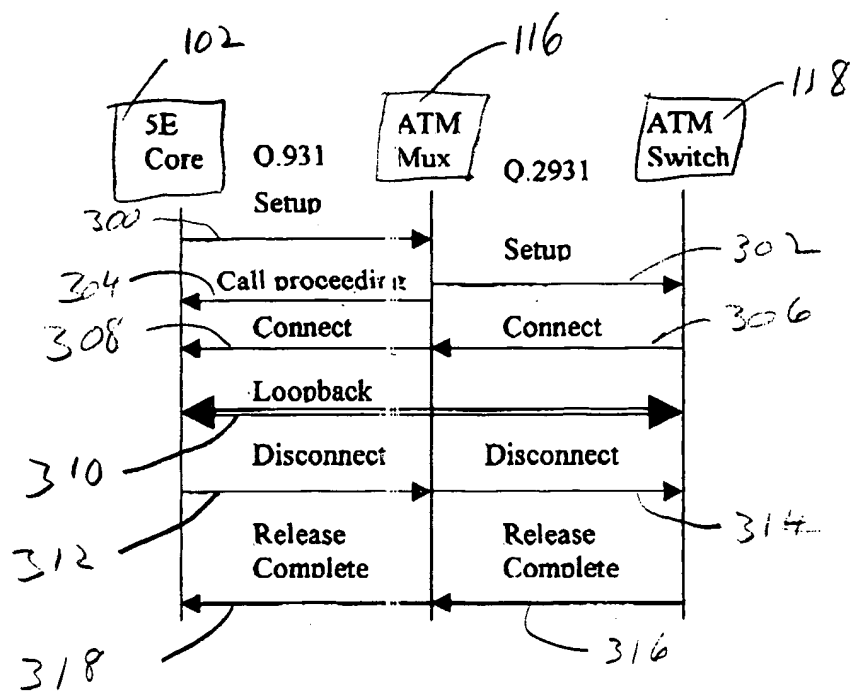 102
116
118
5E
Core
ATM
Mux
ATM
Switch
Q.931
Q.2931
Setup
300
Setup
302
Call proceeding
304
Connect
Connect
308
306
Loopback
310
Disconnect
Disconnect
312
314
Release
Complete
Release
Complete
318
316